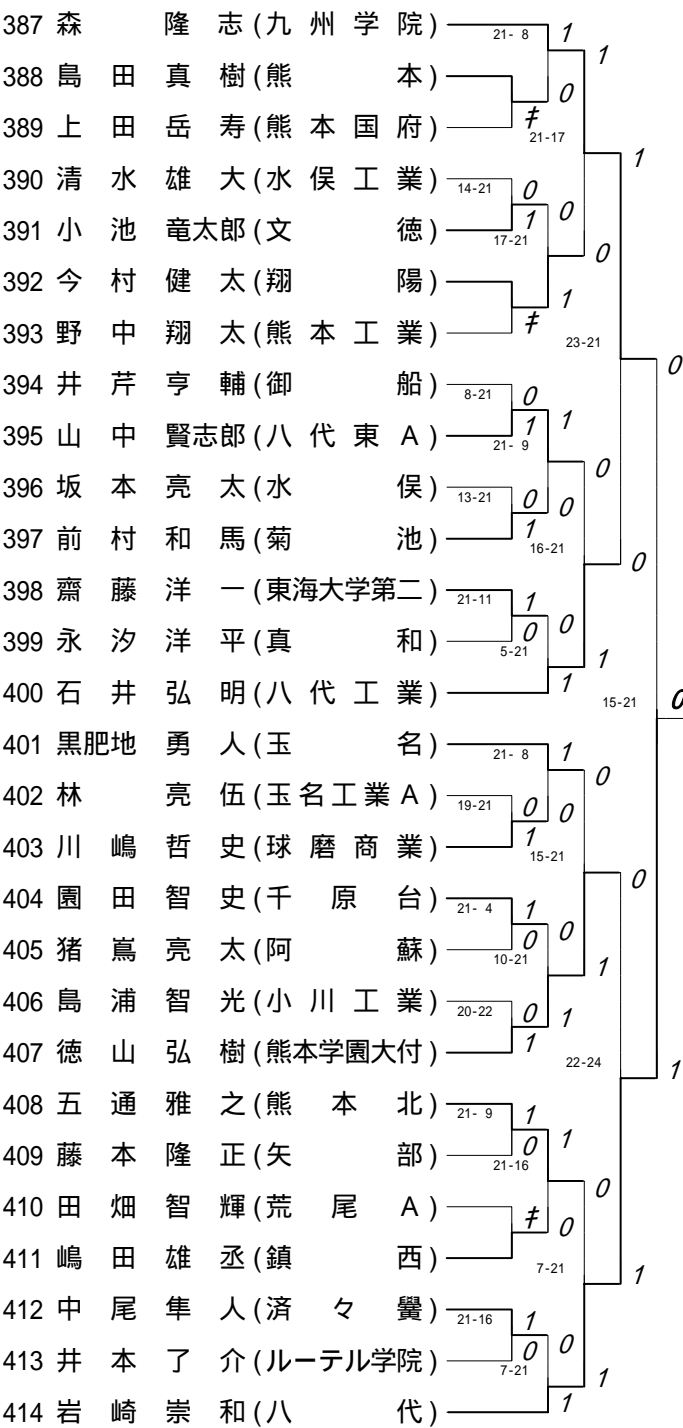 387 森 隆 志 (九 州 学 院) 21- 8 1 1
388 島 田 真 樹 (熊 本) 0
389 上 田 岳 寿 (熊 本 国 府) ≠ 21-17 1
390 清 水 雄 大 (水 俣 工 業) 14-21 0 0
391 小 池 竜太郎 (文 徳) 1 17-21 0
392 今 村 健 太 (翔 陽) 1
393 野 中 翔 太 (熊 本 工 業) ≠ 23-21 0
394 井 芹 亨 輔 (御 船) 8-21 0
395 山 中 賢志郎 (八 代 東 A) 1 21- 9 1 0
396 坂 本 亮 太 (水 俣) 13-21 0 0
397 前 村 和 馬 (菊 池) 1 16-21 0
398 齋 藤 洋 一 (東海大学第二) 21-11 1 0
399 永 汐 洋 平 (真 和) 0 5-21 1
400 石 井 弘 明 (八 代 工 業) 1 15-21 0
401 黒肥地 勇 人 (玉 名) 21- 8 1 0
402 林 亮 伍 (玉 名 工 業 A) 19-21 0 0
403 川 嶋 哲 史 (球 磨 商 業) 1 15-21 0
404 園 田 智 史 (千 原 台) 21- 4 1 0
405 猪 嶌 亮 太 (阿 蘇) 0 10-21 1
406 島 浦 智 光 (小 川 工 業) 20-22 0 1
407 徳 山 弘 樹 (熊本学園大付) 1 22-24 1
408 五 通 雅 之 (熊 本 北) 21- 9 1 1
409 藤 本 隆 正 (矢 部) 0 21-16 0
410 田 畑 智 輝 (荒 尾 A) ≠ 0
411 嶋 田 雄 丞 (鎮 西) 7-21 1
412 中 尾 隼 人 (済 々 黌) 21-16 1 0
413 井 本 了 介 (ルーテル学院) 0 7-21 1
414 岩 崎 崇 和 (八 代) 1